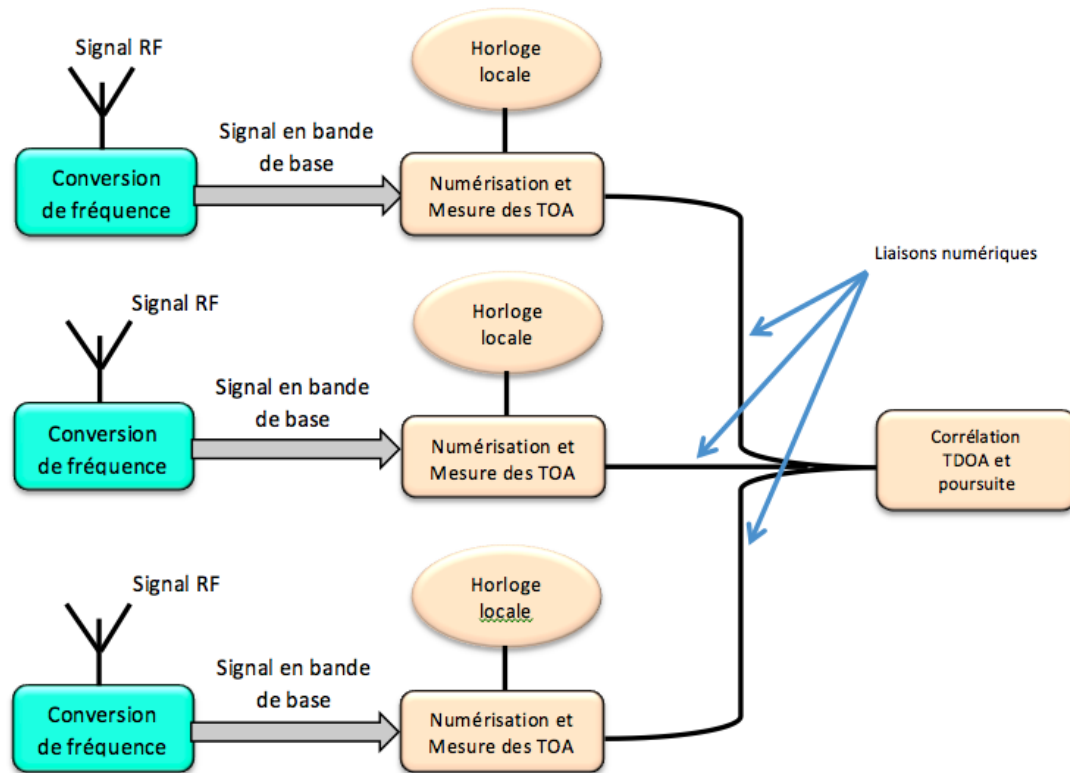 Signal RF
Horloge
locale
Signal en bande
de base
Conversion
de fréquence
Numérisation et
Mesure des TOA
Liaisons numériques
Signal RF
Horloge
locale
Signal en bande
de base
Conversion
de fréquence
Numérisation et
Mesure des TOA
Corrélation
TDOA et
poursuite
Signal RF
Horloge
locale
Signal en bande
de base
Conversion
de fréquence
Numérisation et
Mesure des TOA